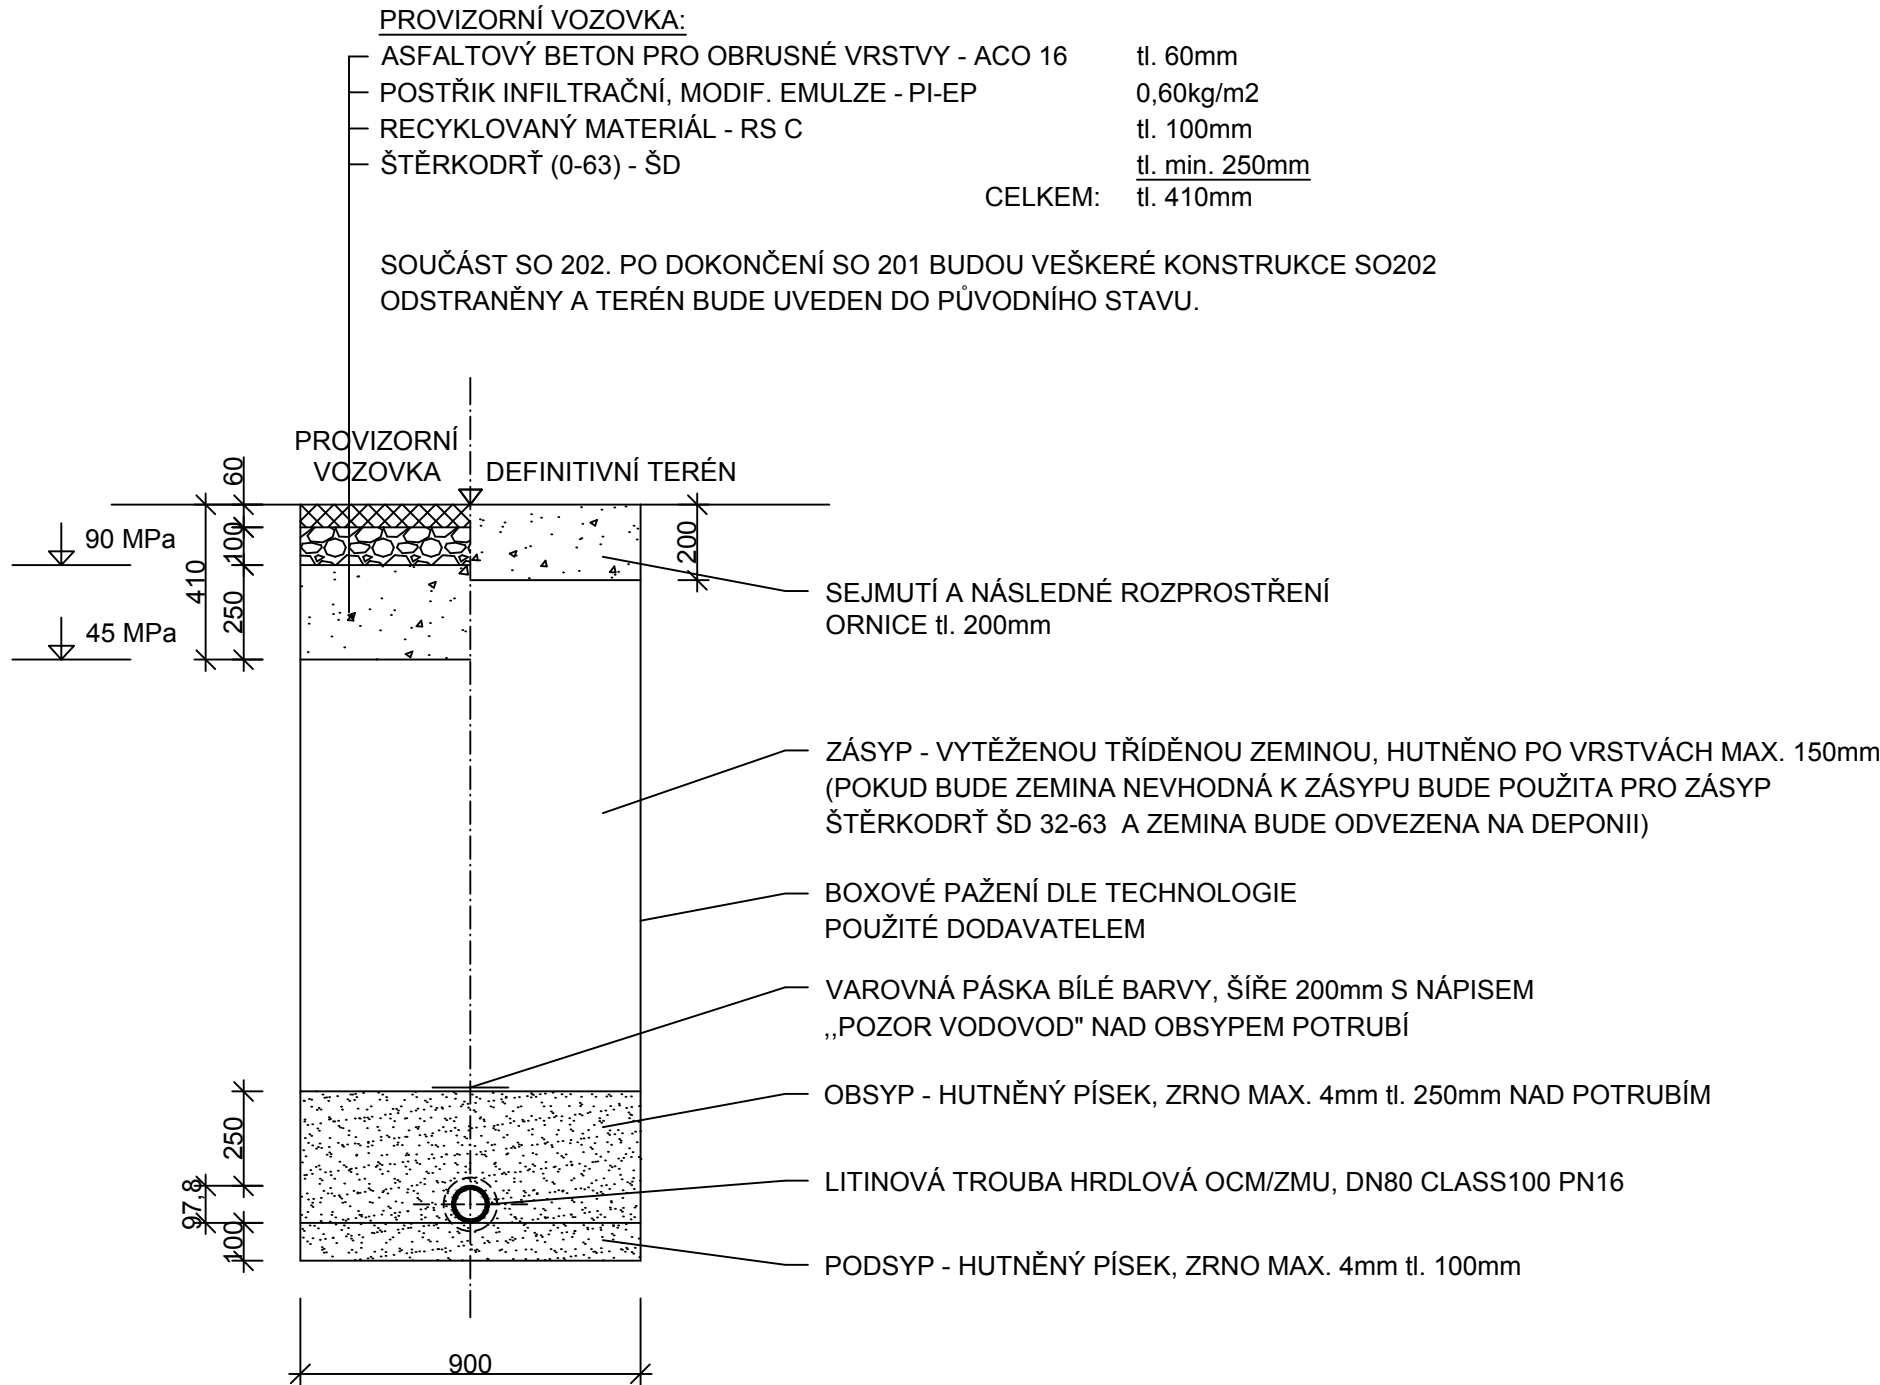 PROVIZORNÍ VOZOVKA:
ASFALTOVÝ BETON PRO OBRUSNÉ VRSTVY - ACO 16 tl. 60mm
POSTŘIK INFILTRAČNÍ, MODIF. EMULZE - PI-EP 0,60kg/m2
RECYKLOVANÝ MATERIÁL - RS C tl. 100mm
ŠTĚRKODRŤ (0-63) - ŠD tl. min. 250mm
CELKEM: tl. 410mm
SOUČÁST SO 202. PO DOKONČENÍ SO 201 BUDOU VEŠKERÉ KONSTRUKCE SO202
ODSTRANĚNY A TERÉN BUDE UVEDEN DO PŮVODNÍHO STAVU.
PROVIZORNÍ
VOZOVKA
DEFINITIVNÍ TERÉN
60
100
250
410
90 MPa
45 MPa
200
SEJMUTÍ A NÁSLEDNÉ ROZPROSTŘENÍ
ORNICE tl. 200mm
ZÁSYP - VYTĚŽENOU TŘÍDĚNOU ZEMINOU, HUTNĚNO PO VRSTVÁCH MAX. 150mm
(POKUD BUDE ZEMINA NEVHODNÁ K ZÁSYPU BUDE POUŽITA PRO ZÁSYP
ŠTĚRKODRŤ ŠD 32-63 A ZEMINA BUDE ODVEZENA NA DEPONII)
BOXOVÉ PAŽENÍ DLE TECHNOLOGIE
POUŽITÉ DODAVATELEM
VAROVNÁ PÁSKA BÍLÉ BARVY, ŠÍŘE 200mm S NÁPISEM
,,POZOR VODOVOD" NAD OBSYPEM POTRUBÍ
OBSYP - HUTNĚNÝ PÍSEK, ZRNO MAX. 4mm tl. 250mm NAD POTRUBÍM
LITINOVÁ TROUBA HRDLOVÁ OCM/ZMU, DN80 CLASS100 PN16
PODSYP - HUTNĚNÝ PÍSEK, ZRNO MAX. 4mm tl. 100mm
250
97,8
100
900